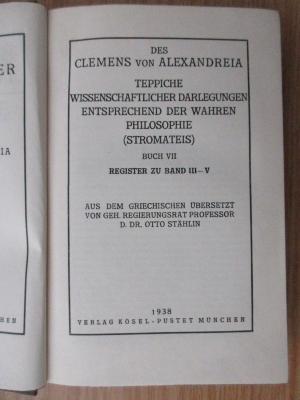 DES
CLEMENS VON ALEXANDREIA
TEPPICHE
WISSENSCHAFTLICHER DARLEGUNGEN
ENTSPRECHEND DER WAHREN
PHILOSOPHIE
(STROMATEIS)
BUCH VII
REGISTER ZU BAND III—V
AUS DEM GRIECHISCHEN ÜBERSETZT
VON GEH. REGIERUNGSRAT PROFESSOR
D. DR. OTTO STÄHLIN
1938
VERLAG KÖSEL-PUSTET MÜNCHEN